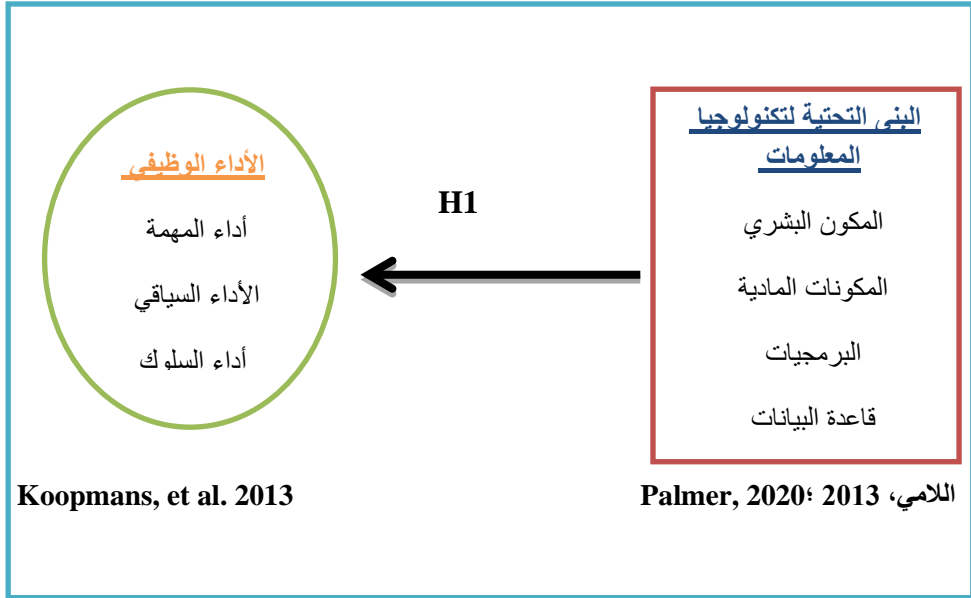 البنى التحتية لتكنولوجيا
المعلومات
المكون البشري
المكونات المادية
البرمجيات
قاعدة البيانات
اللامي، 2013 ؛Palmer, 2020
H1
الأداء الوظيفي
أداء المهمة
الأداء السياقي
أداء السلوك
Koopmans, et al. 2013